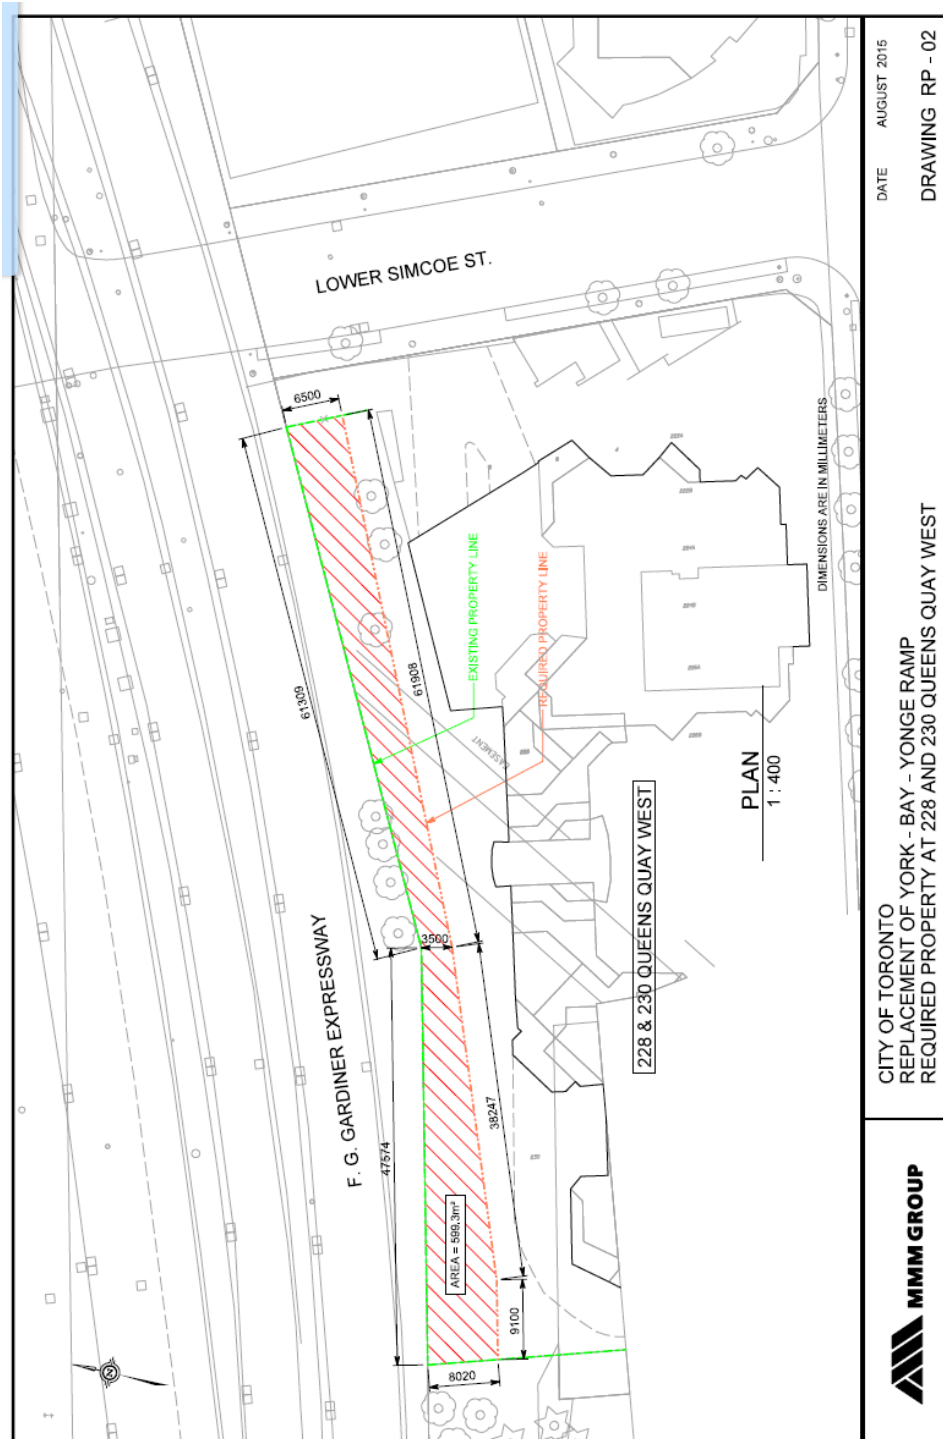 LOWER SIMCOE ST.
6500
61309
61908
EXISTING PROPERTY LINE
REQUIRED PROPERTY LINE
EASEMENT
3500
F. G. GARDINER EXPRESSWAY
47574
38247
AREA = 599.3m²
9100
8020
N
228 & 230 QUEENS QUAY WEST
PLAN
1 : 400
DIMENSIONS ARE IN MILLIMETERS
MMM GROUP
CITY OF TORONTO
REPLACEMENT OF YORK - BAY - YONGE RAMP
REQUIRED PROPERTY AT 228 AND 230 QUEENS QUAY WEST
DATE AUGUST 2015
DRAWING RP - 02